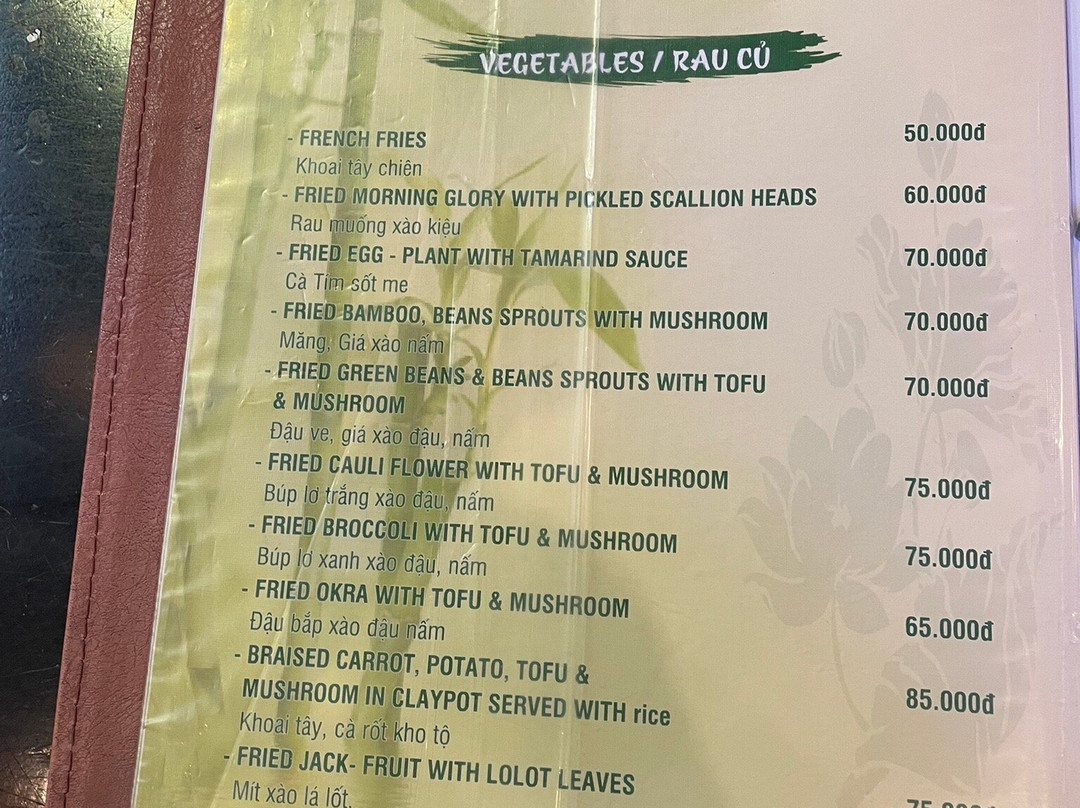 VEGETABLES / RAU CỦ
- FRENCH FRIES 50.000đ
Khoai tây chiên
- FRIED MORNING GLORY WITH PICKLED SCALLION HEADS 60.000đ
Rau muống xào kiệu
- FRIED EGG - PLANT WITH TAMARIND SAUCE 70.000đ
Cà Tím sốt me
- FRIED BAMBOO, BEANS SPROUTS WITH MUSHROOM 70.000đ
Măng, Giá xào nấm
- FRIED GREEN BEANS & BEANS SPROUTS WITH TOFU 70.000đ
& MUSHROOM
Đậu ve, giá xào đậu, nấm
- FRIED CAULI FLOWER WITH TOFU & MUSHROOM 75.000đ
Búp lơ trắng xào đậu, nấm
- FRIED BROCCOLI WITH TOFU & MUSHROOM 75.000đ
Búp lơ xanh xào đậu, nấm
- FRIED OKRA WITH TOFU & MUSHROOM 65.000đ
Đậu bắp xào đậu nấm
- BRAISED CARROT, POTATO, TOFU &
MUSHROOM IN CLAYPOT SERVED WITH rice 85.000đ
Khoai tây, cà rốt kho tộ
- FRIED JACK- FRUIT WITH LOLOT LEAVES
Mít xào lá lốt,